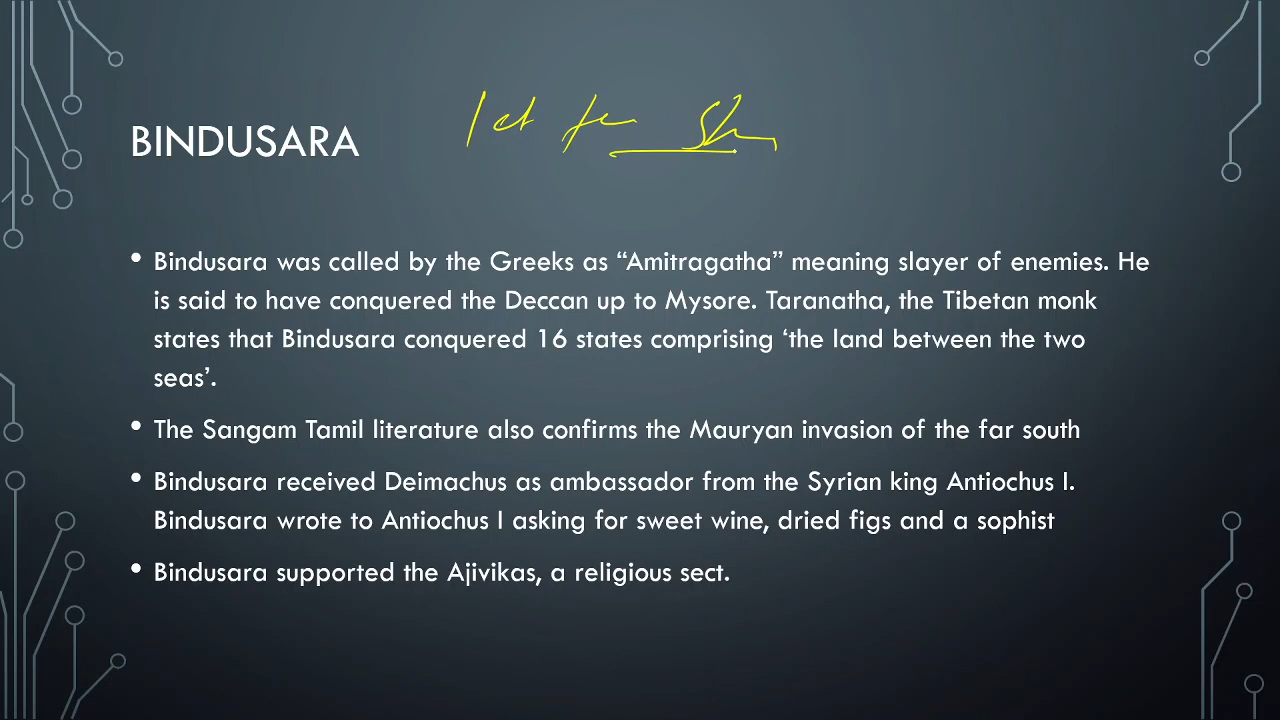 BINDUSARA
• Bindusara was called by the Greeks as “Amitragatha” meaning slayer of enemies. He
is said to have conquered the Deccan up to Mysore. Taranatha, the Tibetan monk
states that Bindusara conquered 16 states comprising ‘the land between the two
seas’.
• The Sangam Tamil literature also confirms the Mauryan invasion of the far south
• Bindusara received Deimachus as ambassador from the Syrian king Antiochus I.
Bindusara wrote to Antiochus I asking for sweet wine, dried figs and a sophist
• Bindusara supported the Ajivikas, a religious sect.